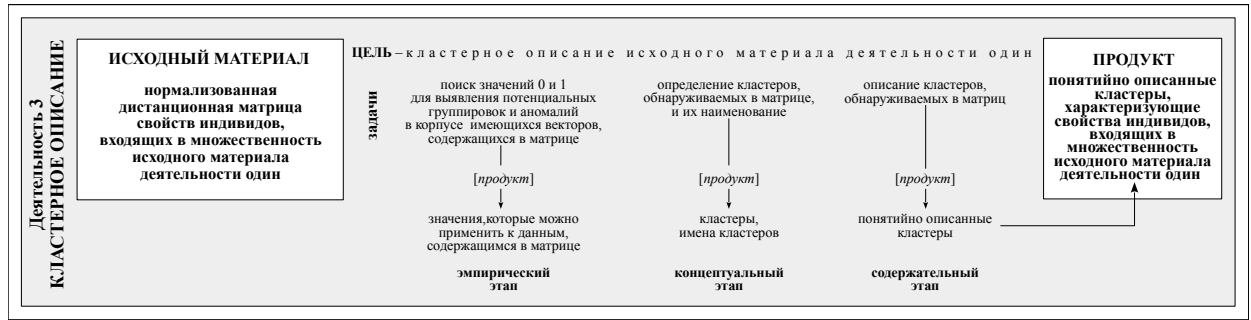 Деятельность 3
КЛАСТЕРНОЕ ОПИСАНИЕ
ИСХОДНЫЙ МАТЕРИАЛ
нормализованная
дистанционная матрица
свойств индивидов,
входящих в множественность
исходного материала
деятельности один
ЦЕЛЬ – кластерное описание исходного материала деятельности один
задачи
поиск значений 0 и 1
для выявления потенциальных
группировок и аномалий
в корпусе имеющихся векторов,
содержащихся в матрице
[продукт]
значения,которые можно
применить к данным,
содержащимся в матрице
эмпирический
этап
определение кластеров,
обнаруживаемых в матрице,
и их наименование
[продукт]
кластеры,
имена кластеров
концептуальный
этап
описание кластеров,
обнаруживаемых в матриц
[продукт]
понятийно описанные
кластеры
содержательный
этап
ПРОДУКТ
понятийно описанные
кластеры,
характеризующие
свойства индивидов,
входящих в
множественность
исходного материала
деятельности один